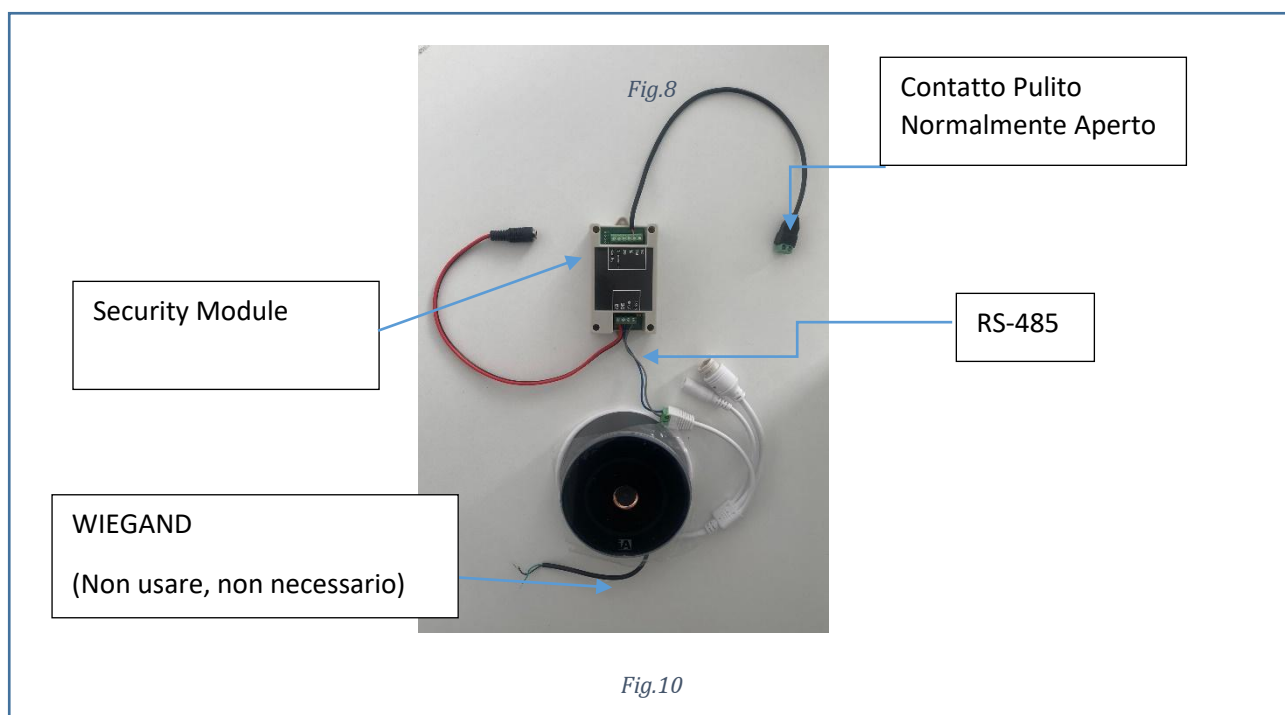 Fig.8
Contatto Pulito
Normalmente Aperto
Security Module
RS-485
WIEGAND
(Non usare, non necessario)
Fig.10